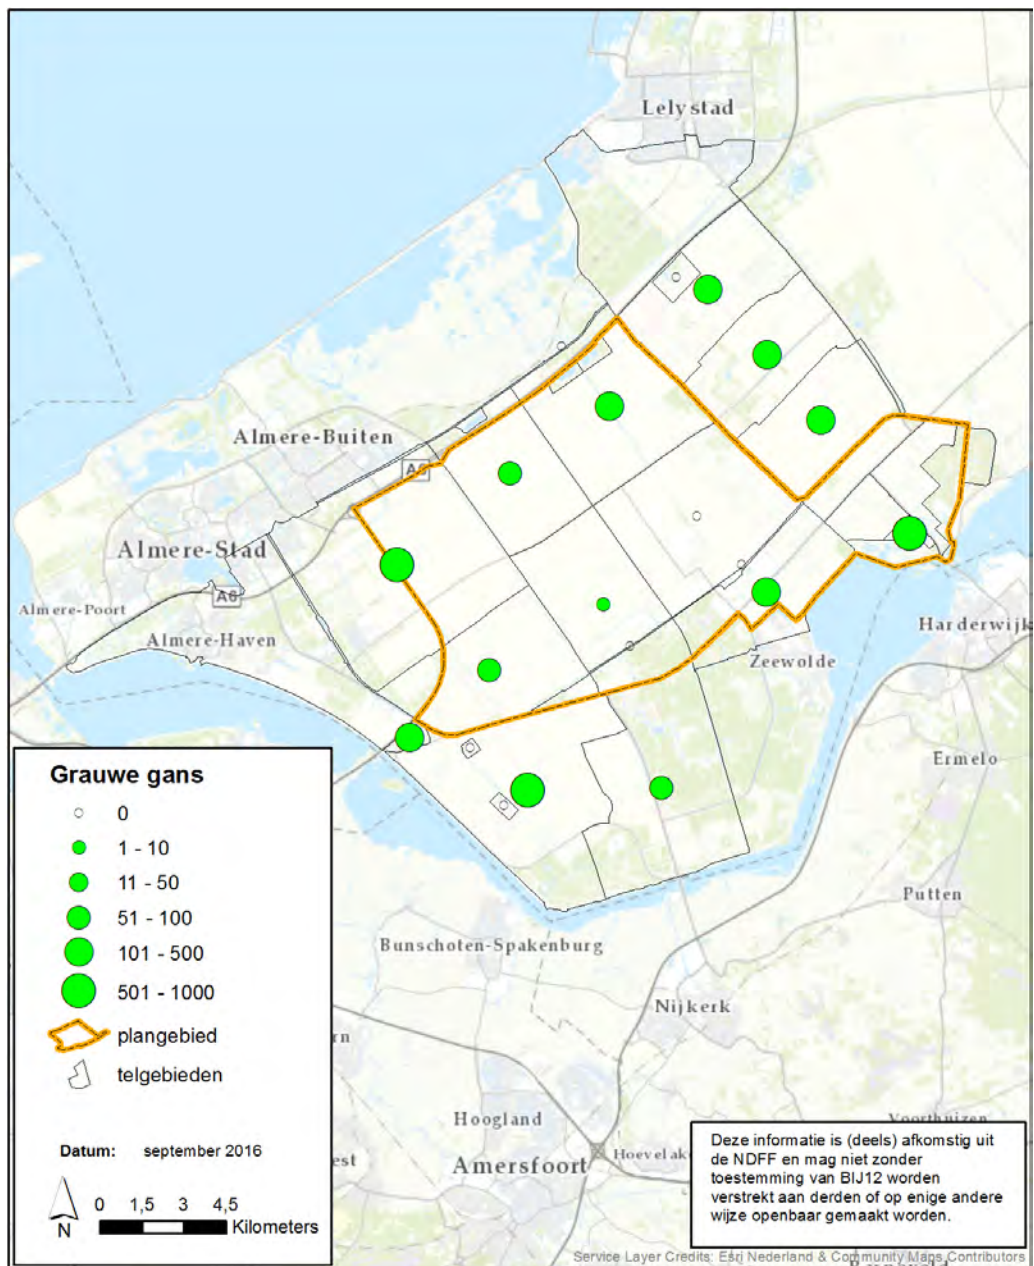 Lelystad
Almere-Buiten
A6
Almere-Stad
A6
Almere-Poort
Almere-Haven
Harderwijk
Zeewolde
Ermelo
Putten
Bunschoten-Spakenburg
Nijkerk
Hoogland
Voorthuizen
Amersfoort
Grauwe gans
0
1 - 10
11 - 50
51 - 100
101 - 500
501 - 1000
plangebied
telgebieden
Datum: september 2016
N
0 1,5 3 4,5
Kilometers
Deze informatie is (deels) afkomstig uit
de NDFF en mag niet zonder
toestemming van BIJ12 worden
verstrekt aan derden of op enige andere
wijze openbaar gemaakt worden.
Service Layer Credits: Esri Nederland & Community Maps Contributors